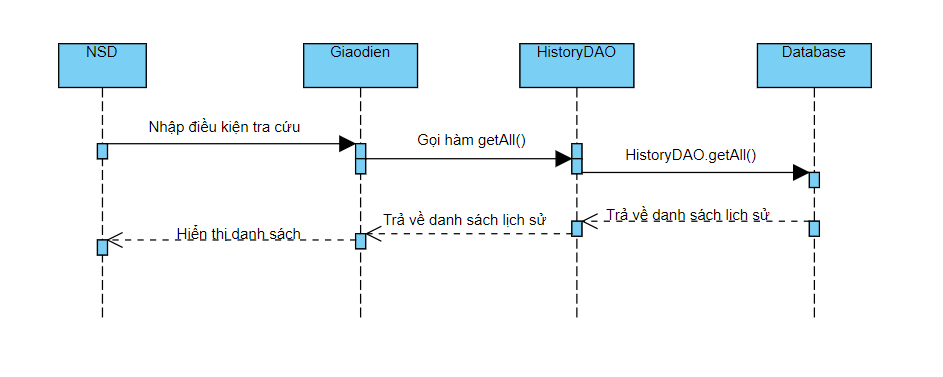 NSD
Giaodien
HistoryDAO
Database
Nhập điều kiện tra cứu
Gọi hàm getAll()
HistoryDAO.getAll()
Trả về danh sách lịch sử
Trả về danh sách lịch sử
Hiển thị danh sách